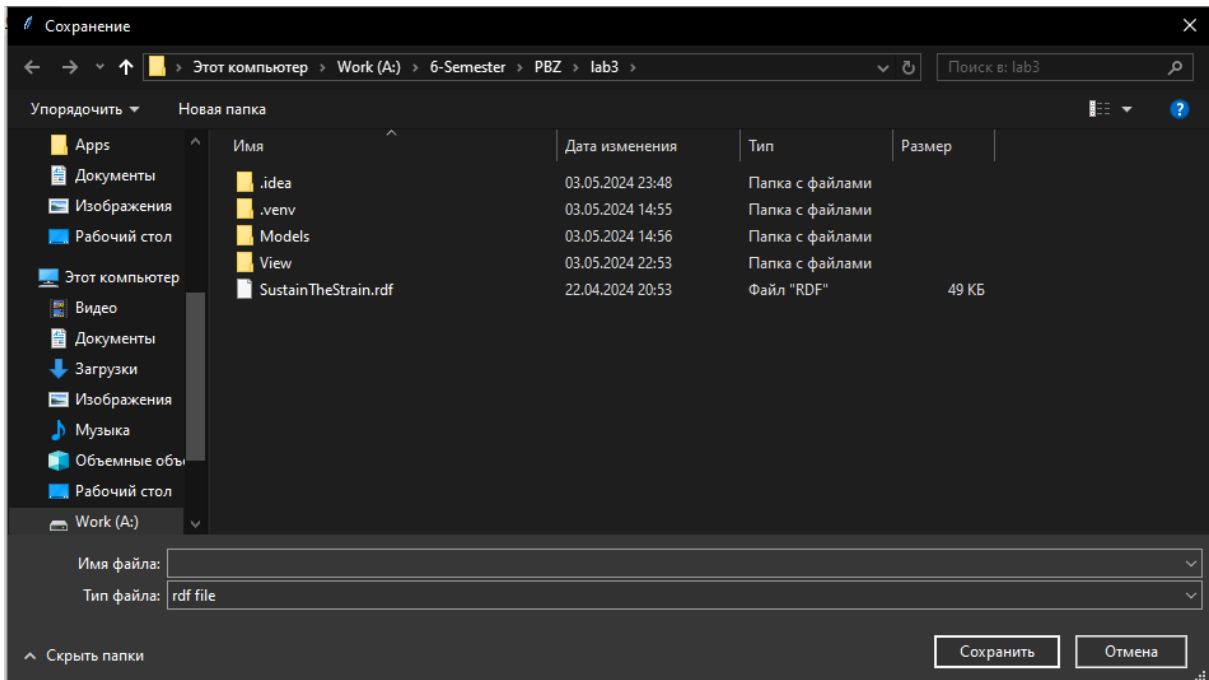 Сохранение
Этот компьютер > Work (A:) > 6-Semester > PBZ > lab3 >
Поиск в: lab3
Упорядочить
Новая папка
Apps
Документы
Изображения
Рабочий стол
Этот компьютер
Видео
Документы
Загрузки
Изображения
Музыка
Объемные объ
Рабочий стол
Work (A:)
Имя Дата изменения Тип Размер
.idea 03.05.2024 23:48 Папка с файлами
.venv 03.05.2024 14:55 Папка с файлами
Models 03.05.2024 14:56 Папка с файлами
View 03.05.2024 22:53 Папка с файлами
SustainTheStrain.rdf 22.04.2024 20:53 Файл "RDF" 49 КБ
Имя файла:
Тип файла: rdf file
Скрыть папки
Сохранить
Отмена